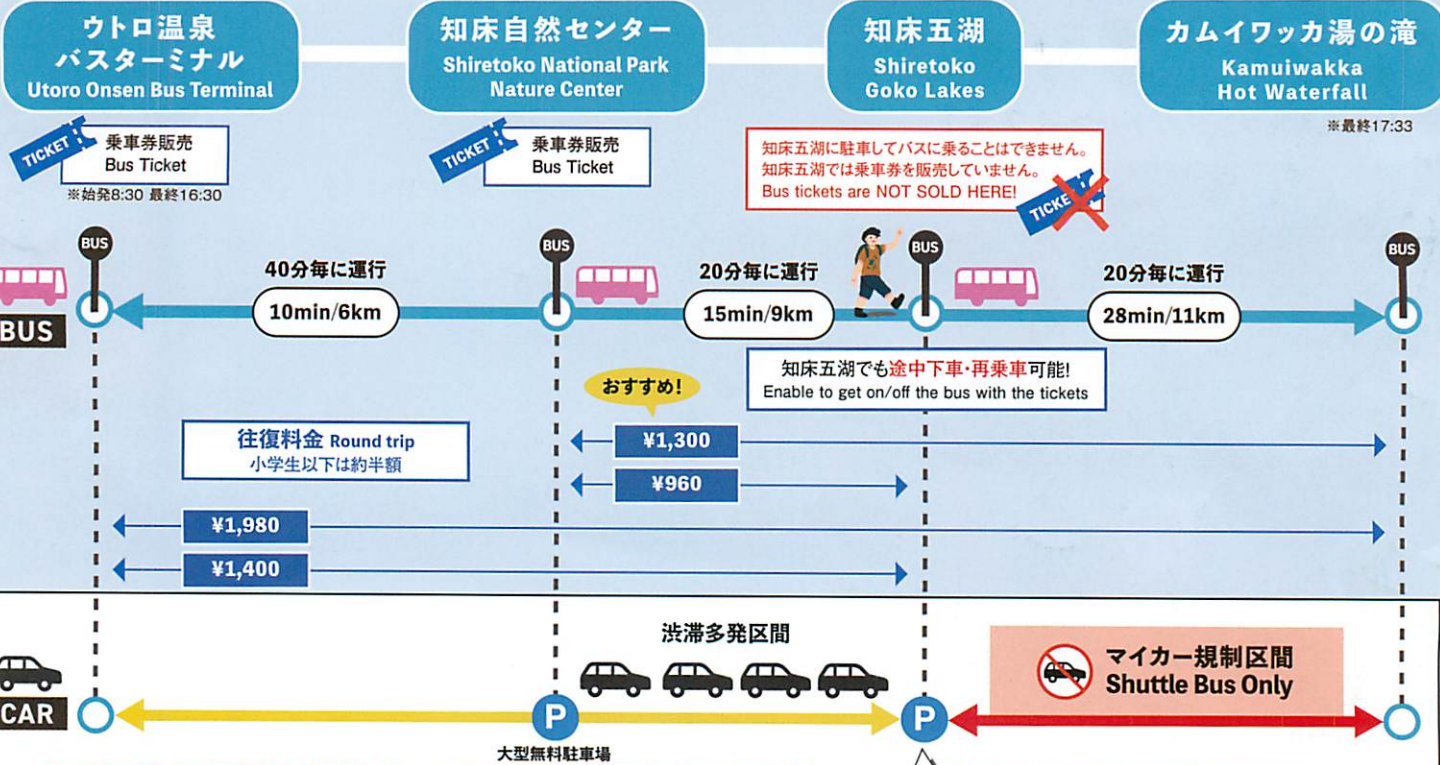 ウトロ温泉
バスターミナル
Utoro Onsen Bus Terminal
知床自然センター
Shiretoko National Park
Nature Center
知床五湖
Shiretoko
Goko Lakes
カムイワッカ湯の滝
Kamuiwakka
Hot Waterfall
※最終17:33
TICKET
乗車券販売
Bus Ticket
※始発8:30 最終16:30
TICKET
乗車券販売
Bus Ticket
知床五湖に駐車してバスに乗ることはできません。
知床五湖では乗車券を販売していません。
Bus tickets are NOT SOLD HERE!
TICKE
BUS
BUS
BUS
BUS
40分毎に運行
20分毎に運行
20分毎に運行
10min/6km
15min/9km
28min/11km
BUS
知床五湖でも途中下車・再乗車可能!
Enable to get on/off the bus with the tickets
おすすめ!
往復料金 Round trip
小学生以下は約半額
¥1,300
¥960
¥1,980
¥1,400
渋滞多発区間
マイカー規制区間
Shuttle Bus Only
CAR
P
P
大型無料駐車場